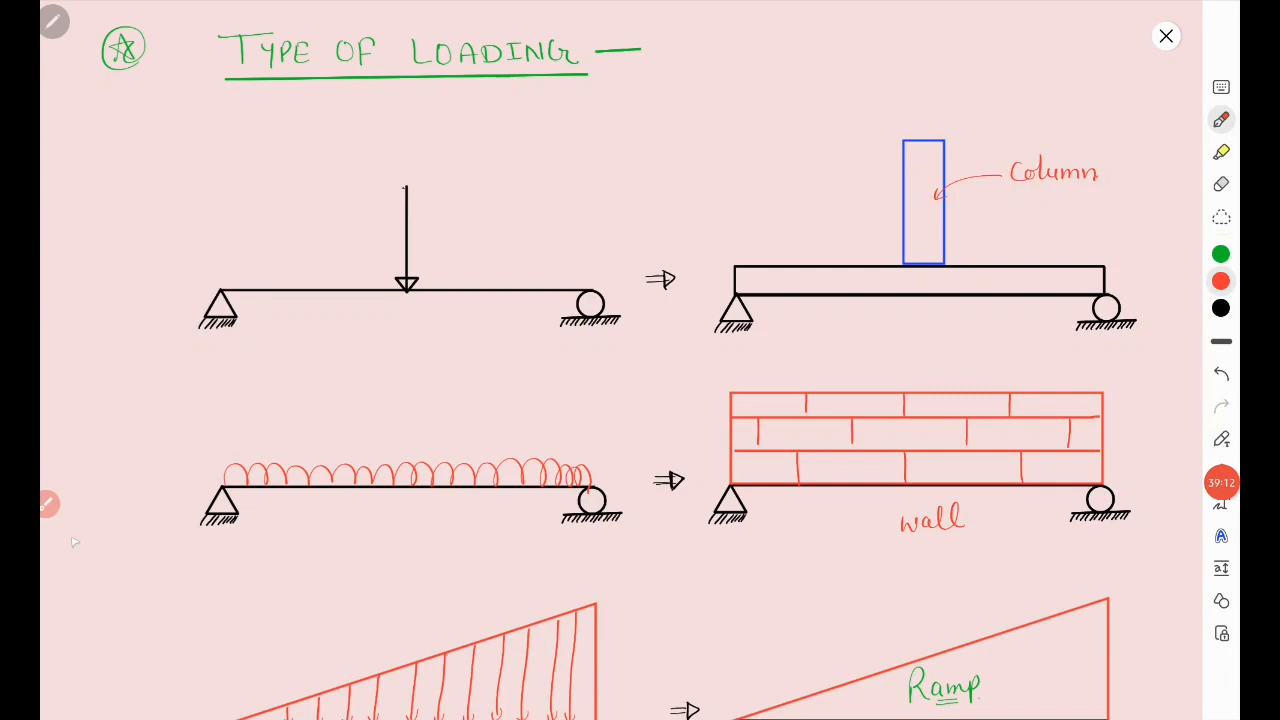 TYPE OF LOADING —
Column
wall
39:12
Ramp